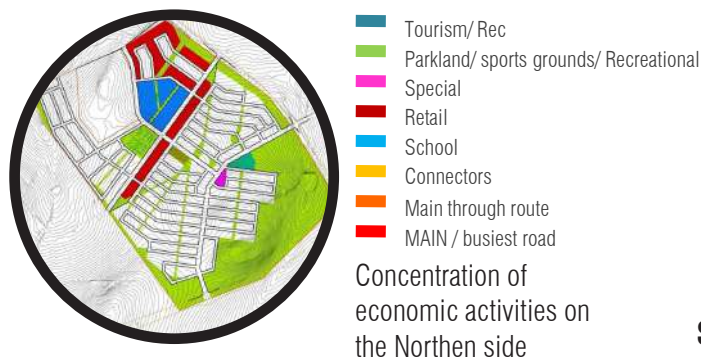 Tourism/ Rec
Parkland/ sports grounds/ Recreational
Special
Retail
School
Connectors
Main through route
MAIN / busiest road
Concentration of
economic activities on
the Northen side